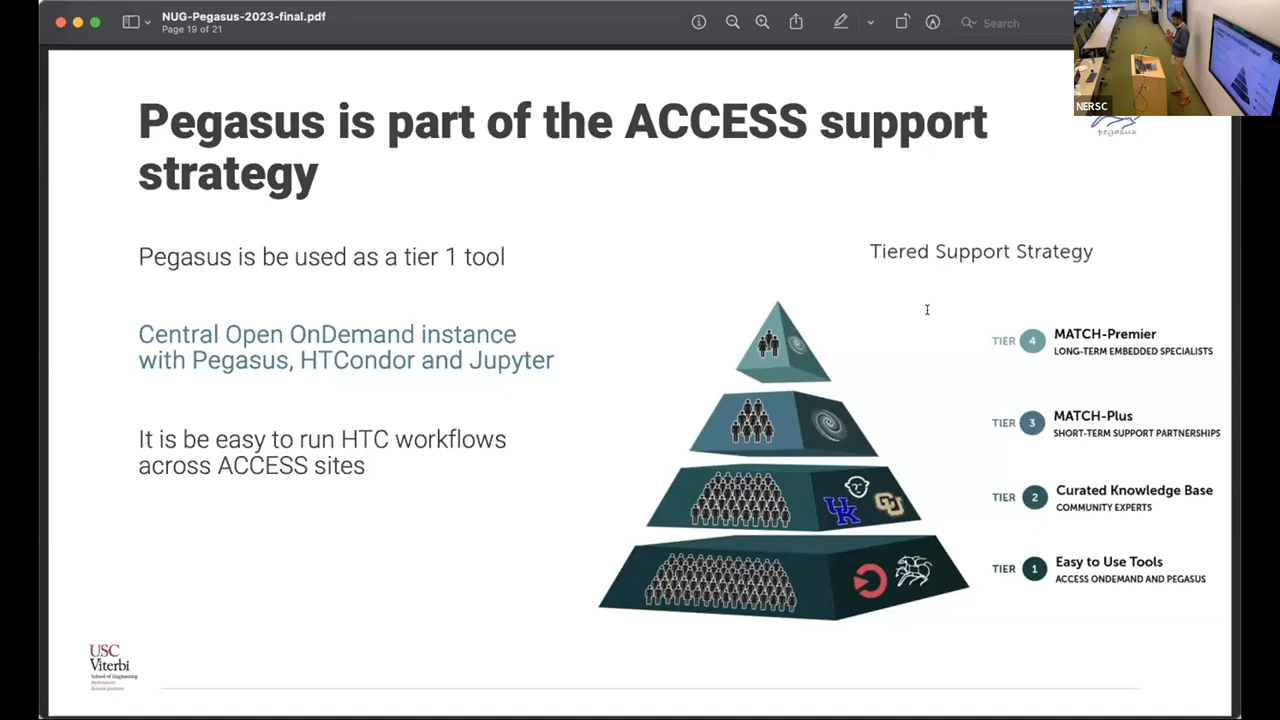 NUG-Pegasus-2023-final.pdf
Page 19 of 21
Search
NERSC
pegasus
Pegasus is part of the ACCESS support
strategy
Pegasus is be used as a tier 1 tool
Central Open OnDemand instance
with Pegasus, HTCondor and Jupyter
It is be easy to run HTC workflows
across ACCESS sites
Tiered Support Strategy
TIER 4 MATCH-Premier
LONG-TERM EMBEDDED SPECIALISTS
TIER 3 MATCH-Plus
SHORT-TERM SUPPORT PARTNERSHIPS
TIER 2 Curated Knowledge Base
COMMUNITY EXPERTS
TIER 1 Easy to Use Tools
ACCESS ONDEMAND AND PEGASUS
UK
CU
USC
Viterbi
School of Engineering